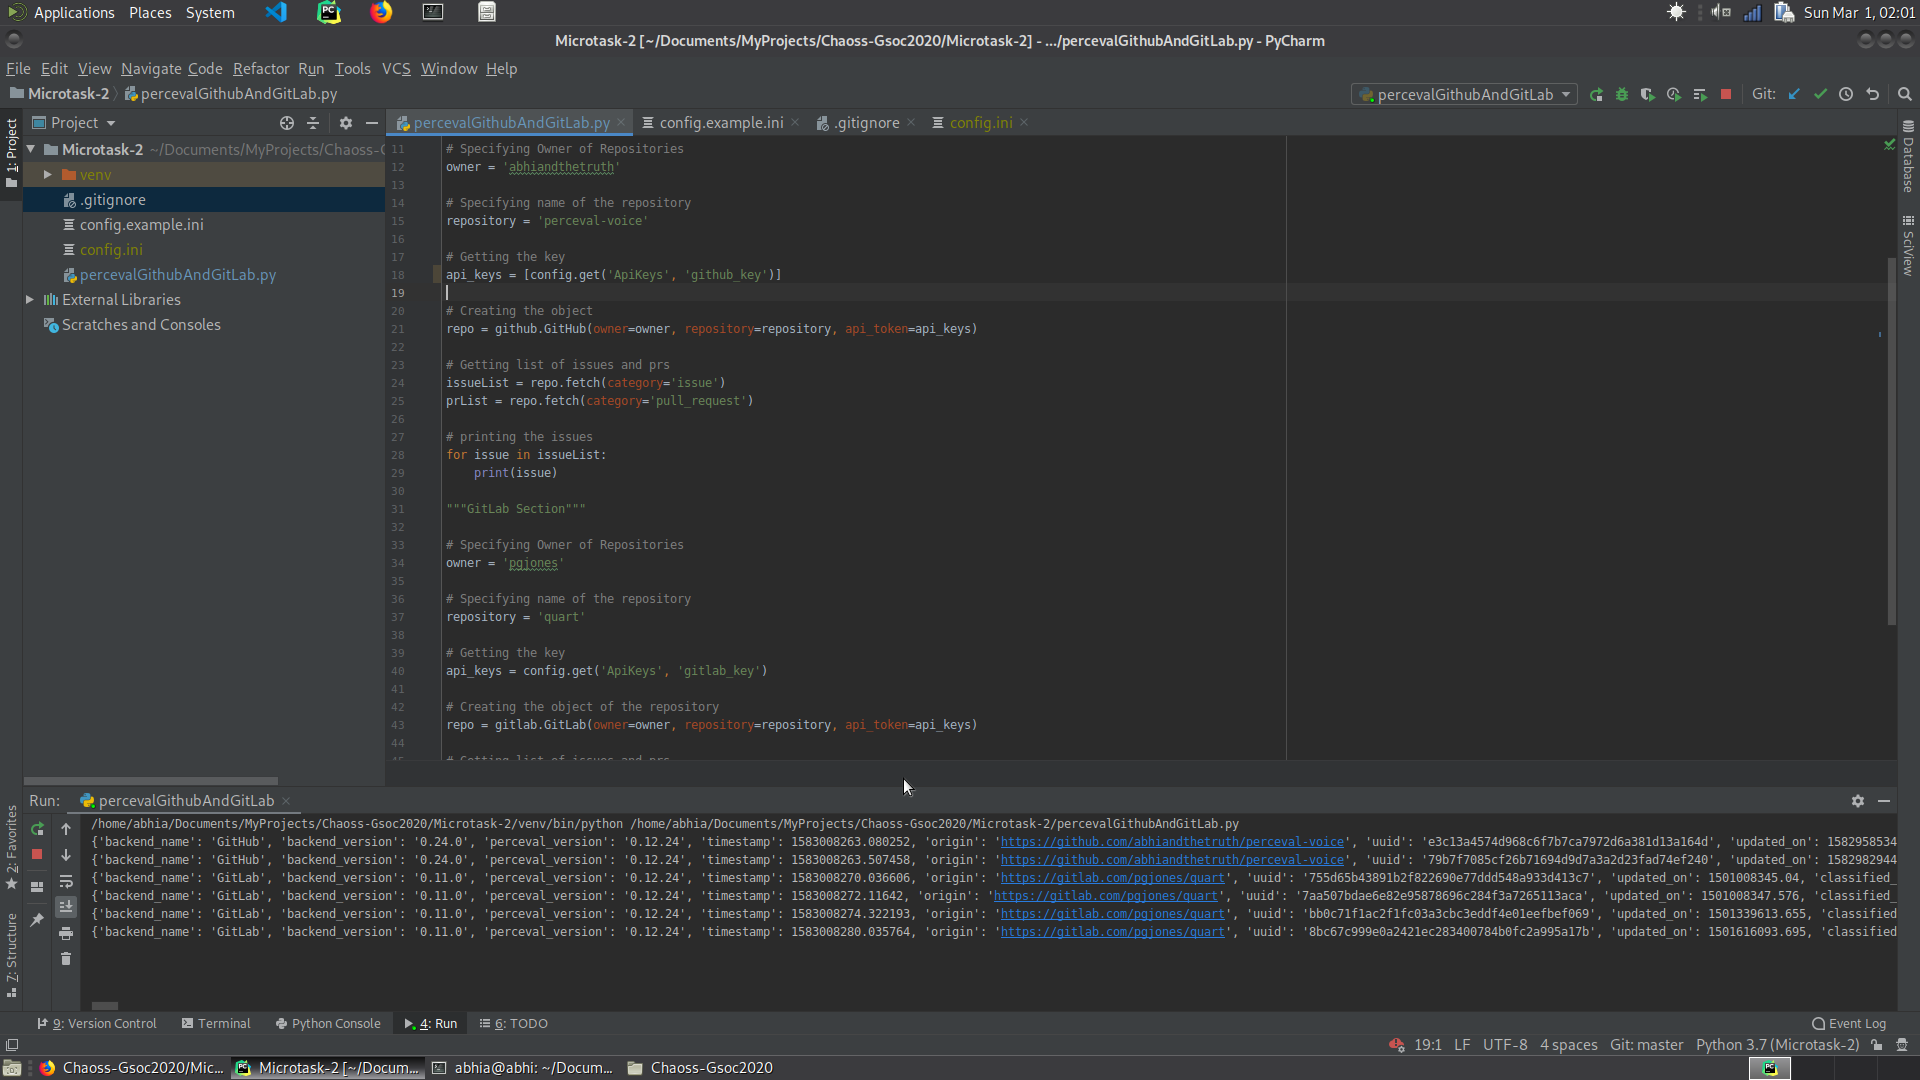 Applications Places System
Sun Mar 1, 02:01
Microtask-2 [~/Documents/MyProjects/Chaoss-Gsoc2020/Microtask-2] - .../percevalGithubAndGitLab.py - PyCharm
File Edit View Navigate Code Refactor Run Tools VCS Window Help
Microtask-2 percevalGithubAndGitLab.py
percevalGithubAndGitLab
Git:
1: Project
Project
percevalGithubAndGitLab.py
config.example.ini
.gitignore
config.ini
Microtask-2 ~/Documents/MyProjects/Chaoss-G
venv
.gitignore
config.example.ini
config.ini
percevalGithubAndGitLab.py
External Libraries
Scratches and Consoles
11 # Specifying Owner of Repositories
12 owner = 'abhiandthetruth'
13
14 # Specifying name of the repository
15 repository = 'perceval-voice'
16
17 # Getting the key
18 api_keys = [config.get('ApiKeys', 'github_key')]
19
20 # Creating the object
21 repo = github.GitHub(owner=owner, repository=repository, api_token=api_keys)
22
23 # Getting list of issues and prs
24 issueList = repo.fetch(category='issue')
25 prList = repo.fetch(category='pull_request')
26
27 # printing the issues
28 for issue in issueList:
29 print(issue)
30
31 """GitLab Section"""
32
33 # Specifying Owner of Repositories
34 owner = 'pgjones'
35
36 # Specifying name of the repository
37 repository = 'quart'
38
39 # Getting the key
40 api_keys = config.get('ApiKeys', 'gitlab_key')
41
42 # Creating the object of the repository
43 repo = gitlab.GitLab(owner=owner, repository=repository, api_token=api_keys)
44
45 # Getting list of issues and prs
Database
SciView
2: Favorites
7: Structure
Run: percevalGithubAndGitLab
/home/abhia/Documents/MyProjects/Chaoss-Gsoc2020/Microtask-2/venv/bin/python /home/abhia/Documents/MyProjects/Chaoss-Gsoc2020/Microtask-2/percevalGithubAndGitLab.py
{'backend_name': 'GitHub', 'backend_version': '0.24.0', 'perceval_version': '0.12.24', 'timestamp': 1583008263.080252, 'origin': 'https://github.com/abhiandthetruth/perceval-voice', 'uuid': 'e3c13a4574d968c6f7b7ca7972d6a381d13a164d', 'updated_on': 1582958534
{'backend_name': 'GitHub', 'backend_version': '0.24.0', 'perceval_version': '0.12.24', 'timestamp': 1583008263.507458, 'origin': 'https://github.com/abhiandthetruth/perceval-voice', 'uuid': '79b7f7085cf26b71694d9d7a3a2d23fad74ef240', 'updated_on': 1582982944
{'backend_name': 'GitLab', 'backend_version': '0.11.0', 'perceval_version': '0.12.24', 'timestamp': 1583008270.036606, 'origin': 'https://gitlab.com/pgjones/quart', 'uuid': '755d65b43891b2f822690e77ddd548a933d413c7', 'updated_on': 1501008345.04, 'classified_
{'backend_name': 'GitLab', 'backend_version': '0.11.0', 'perceval_version': '0.12.24', 'timestamp': 1583008272.11642, 'origin': 'https://gitlab.com/pgjones/quart', 'uuid': '7aa507bdae6e82e95878696c284f3a7265113aca', 'updated_on': 1501008347.576, 'classified_
{'backend_name': 'GitLab', 'backend_version': '0.11.0', 'perceval_version': '0.12.24', 'timestamp': 1583008274.322193, 'origin': 'https://gitlab.com/pgjones/quart', 'uuid': 'bb0c71f1ac2f1fc03a3cbc3eddf4e01eefbef069', 'updated_on': 1501339613.655, 'classified
{'backend_name': 'GitLab', 'backend_version': '0.11.0', 'perceval_version': '0.12.24', 'timestamp': 1583008280.035764, 'origin': 'https://gitlab.com/pgjones/quart', 'uuid': '8bc67c999e0a2421ec283400784b0fc2a995a17b', 'updated_on': 1501616093.695, 'classified
9: Version Control Terminal Python Console 4: Run 6: TODO
Event Log
19:1 LF UTF-8 4 spaces Git: master Python 3.7 (Microtask-2)
Chaoss-Gsoc2020/Mic...
Microtask-2 [~/Docum...
abhia@abhi: ~/Docum...
Chaoss-Gsoc2020